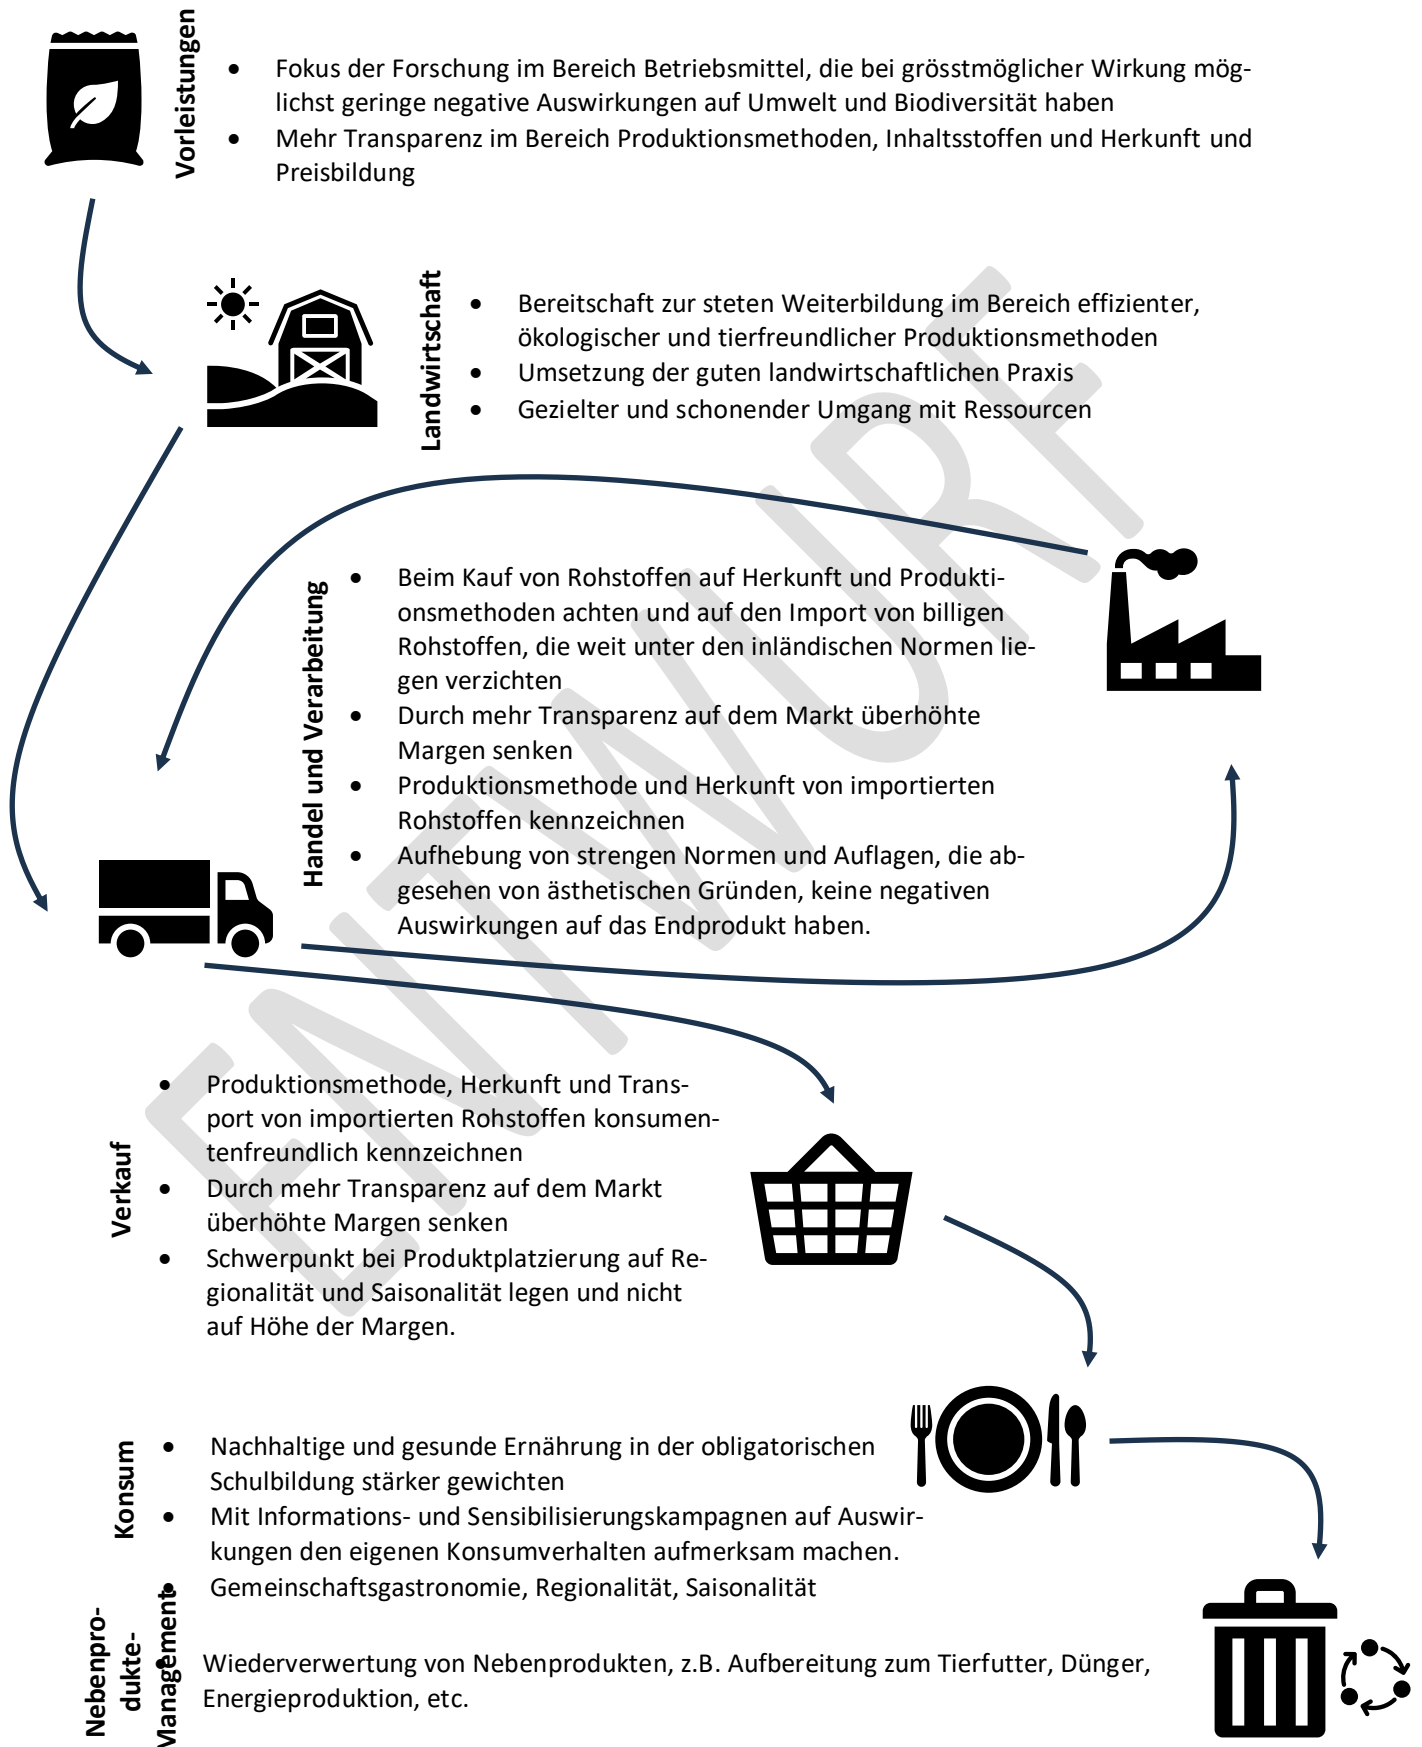 Vorleistungen
• Fokus der Forschung im Bereich Betriebsmittel, die bei grösstmöglicher Wirkung mög-
lichst geringe negative Auswirkungen auf Umwelt und Biodiversität haben
• Mehr Transparenz im Bereich Produktionsmethoden, Inhaltsstoffen und Herkunft und
Preisbildung
Landwirtschaft
• Bereitschaft zur steten Weiterbildung im Bereich effizienter,
ökologischer und tierfreundlicher Produktionsmethoden
• Umsetzung der guten landwirtschaftlichen Praxis
• Gezielter und schonender Umgang mit Ressourcen
Handel und Verarbeitung
• Beim Kauf von Rohstoffen auf Herkunft und Produkti-
onsmethoden achten und auf den Import von billigen
Rohstoffen, die weit unter den inländischen Normen lie-
gen verzichten
• Durch mehr Transparenz auf dem Markt überhöhte
Margen senken
• Produktionsmethode und Herkunft von importierten
Rohstoffen kennzeichnen
• Aufhebung von strengen Normen und Auflagen, die ab-
gesehen von ästhetischen Gründen, keine negativen
Auswirkungen auf das Endprodukt haben.
Verkauf
• Produktionsmethode, Herkunft und Trans-
port von importierten Rohstoffen konsumen-
tenfreundlich kennzeichnen
• Durch mehr Transparenz auf dem Markt
überhöhte Margen senken
• Schwerpunkt bei Produktplatzierung auf Re-
gionalität und Saisonalität legen und nicht
auf Höhe der Margen.
Konsum
• Nachhaltige und gesunde Ernährung in der obligatorischen
Schulbildung stärker gewichten
• Mit Informations- und Sensibilisierungskampagnen auf Auswir-
kungen den eigenen Konsumverhalten aufmerksam machen.
• Gemeinschaftsgastronomie, Regionalität, Saisonalität
Nebenpro-
dukte-
Management
• Wiederverwertung von Nebenprodukten, z.B. Aufbereitung zum Tierfutter, Dünger,
Energieproduktion, etc.
ENTWURF